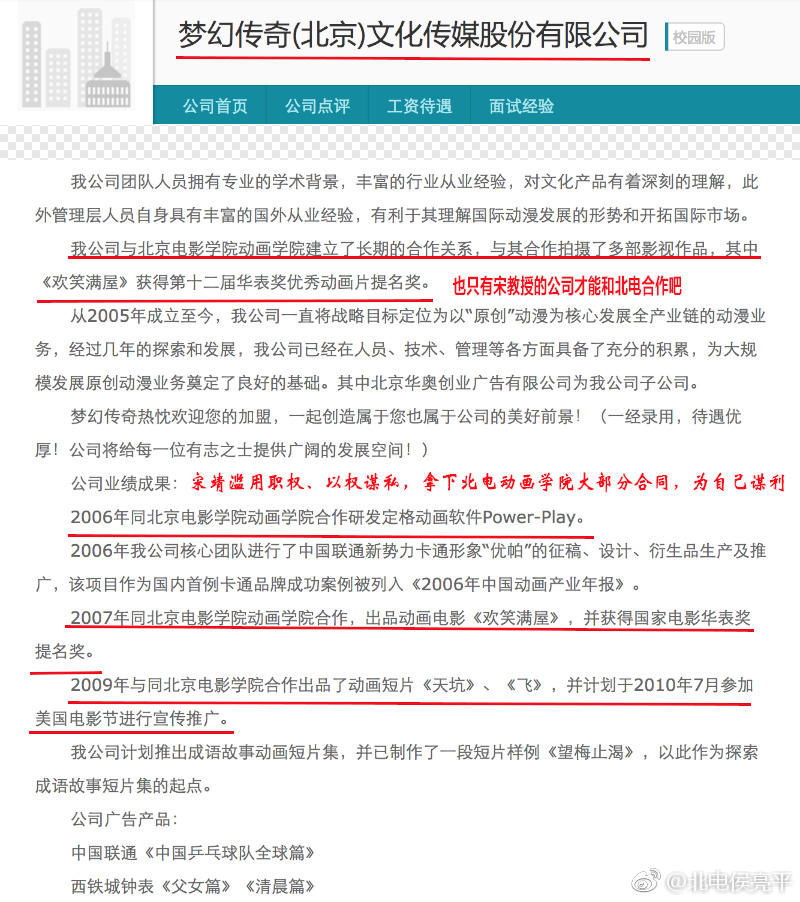 梦幻传奇(北京)文化传媒股份有限公司
校园版
公司首页 公司点评 工资待遇 面试经验
我公司团队人员拥有专业的学术背景，丰富的行业从业经验，对文化产品有着深刻的理解，此
外管理层人员自身具有丰富的国外从业经验，有利于其理解国际动漫发展的形势和开拓国际市场。
我公司与北京电影学院动画学院建立了长期的合作关系，与其合作拍摄了多部影视作品，其中
《欢笑满屋》获得第十二届华表奖优秀动画片提名奖。 也只有宋教授的公司才能和北电合作吧
从2005年成立至今，我公司一直将战略目标定位为以“原创”动漫为核心发展全产业链的动漫业
务，经过几年的探索和发展，我公司已经在人员、技术、管理等各方面具备了充分的积累，为大规
模发展原创动漫业务奠定了良好的基础。其中北京华奥创业广告有限公司为我公司子公司。
梦幻传奇热忱欢迎您的加盟，一起创造属于您也属于公司的美好前景！（一经录用，待遇优
厚！公司将给每一位有志之士提供广阔的发展空间！）
公司业绩成果： 宋靖滥用职权、以权谋私，拿下北电动画学院大部分合同，为自己谋利
2006年同北京电影学院动画学院合作研发定格动画软件Power-Play。
2006年我公司核心团队进行了中国联通新势力卡通形象“优帕”的征稿、设计、衍生品生产及推
广，该项目作为国内首例卡通品牌成功案例被列入《2006年中国动画产业年报》。
2007年同北京电影学院动画学院合作，出品动画电影《欢笑满屋》，并获得国家电影华表奖
提名奖。
2009年与同北京电影学院合作出品了动画短片《天坑》、《飞》，并计划于2010年7月参加
美国电影节进行宣传推广。
我公司计划推出成语故事动画短片集，并已制作了一段短片样例《望梅止渴》，以此作为探索
成语故事短片集的起点。
公司广告产品：
中国联通《中国乒乓球队全球篇》
西铁城钟表《父女篇》《清晨篇》
@北电侯亮平